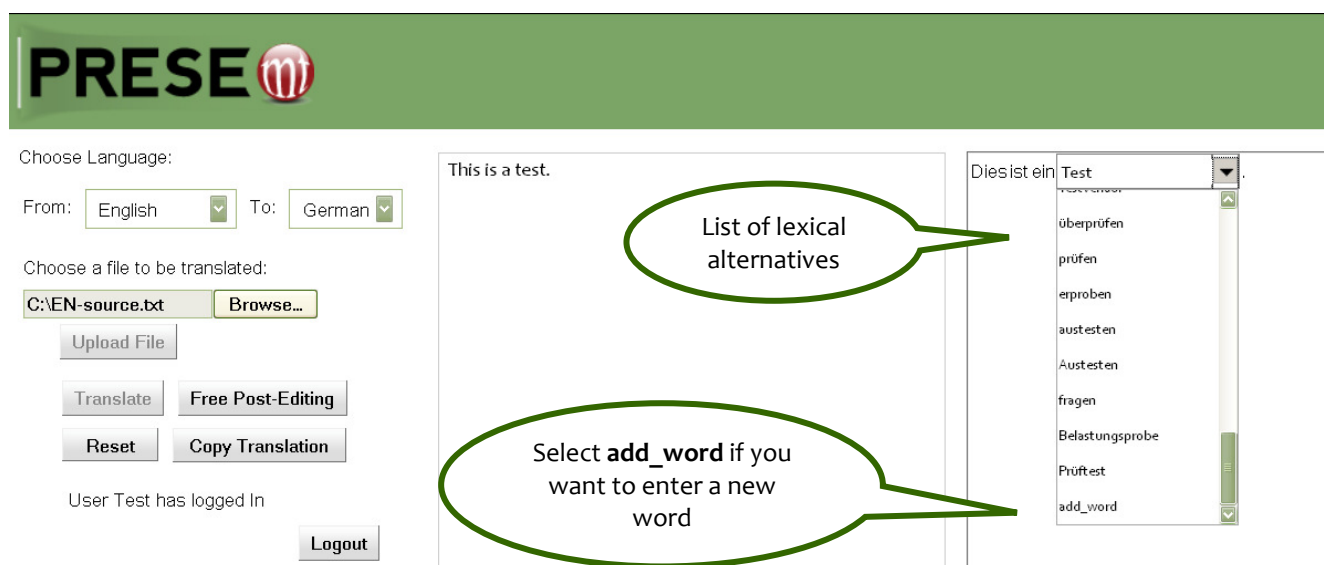 PRESEmt
Choose Language:
From: English To: German
Choose a file to be translated:
C:\EN-source.txt Browse...
Upload File
Translate Free Post-Editing
Reset Copy Translation
User Test has logged In
Logout
This is a test.
List of lexical
alternatives
Select add_word if you
want to enter a new
word
Dies ist ein Test .
überprüfen
prüfen
erproben
austesten
Austesten
fragen
Belastungsprobe
Prüftest
add_word